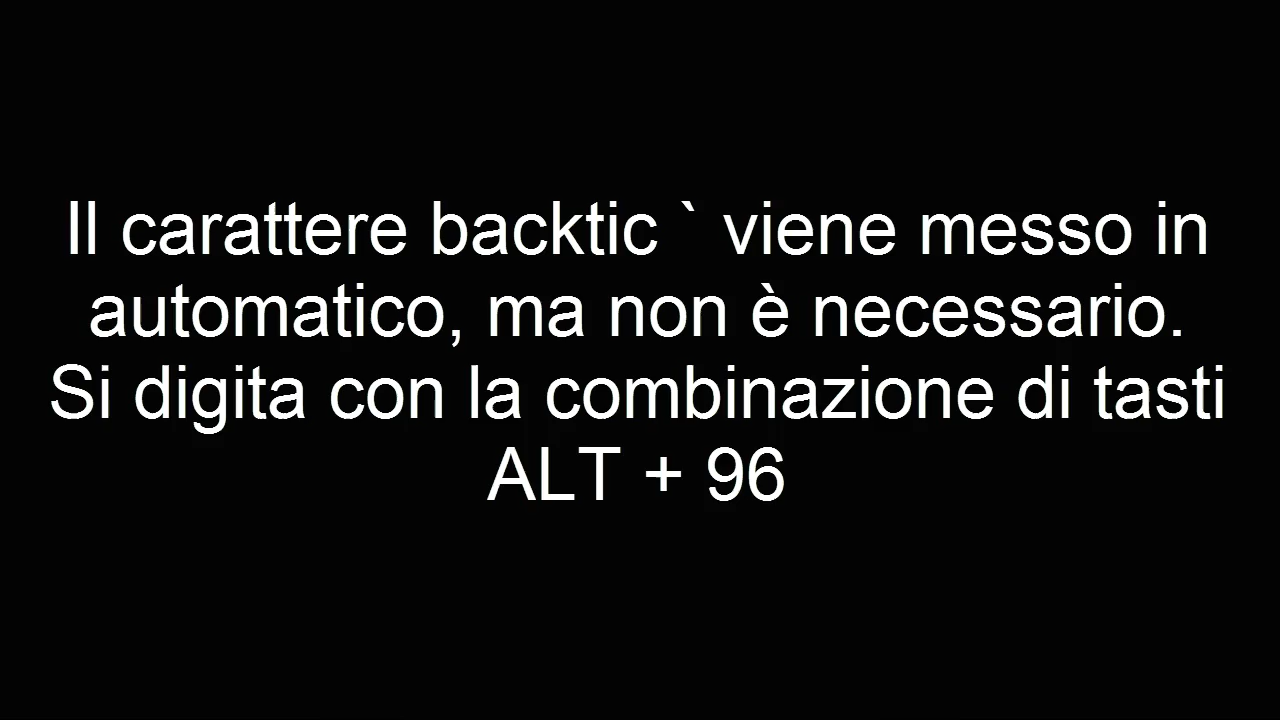 Il carattere backtic ` viene messo in
automatico, ma non è necessario.
Si digita con la combinazione di tasti
ALT + 96